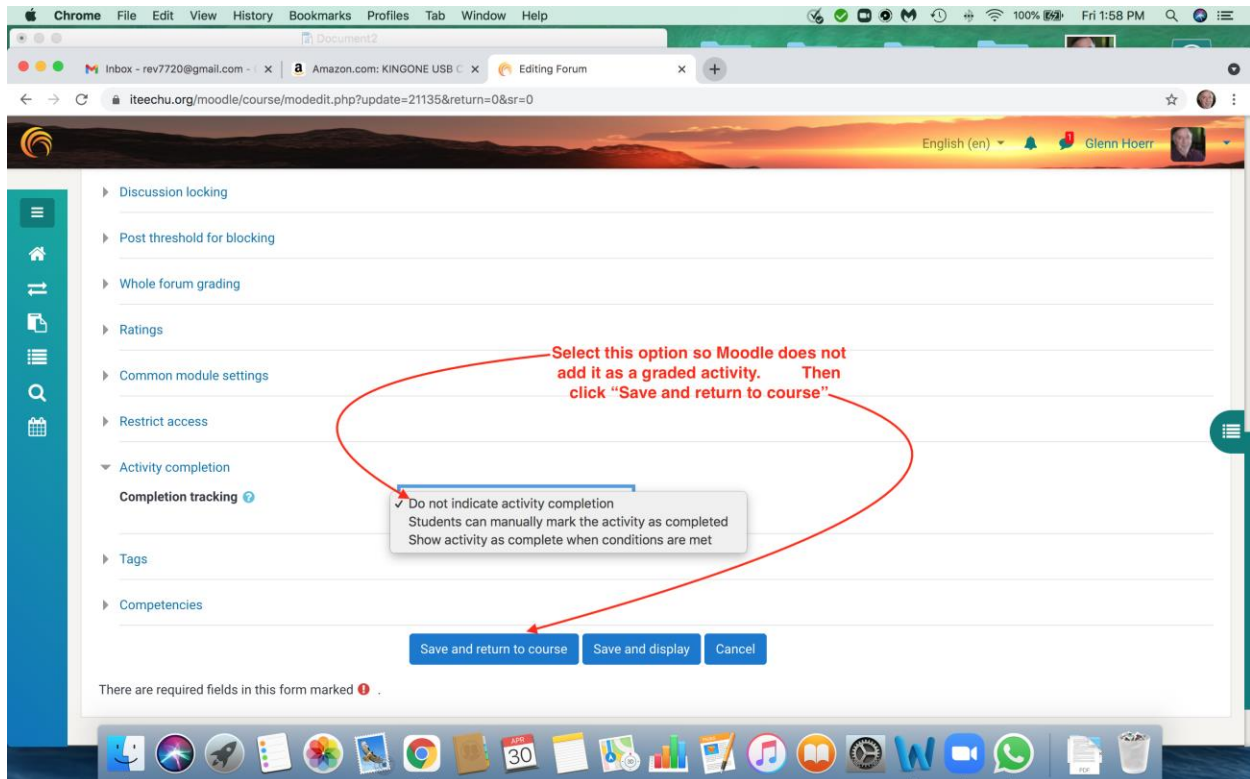 Chrome File Edit View History Bookmarks Profiles Tab Window Help 100% Fri 1:58 PM
Document2
Inbox - rev7720@gmail.com - Amazon.com: KINGONE USB C Editing Forum
iteechu.org/moodle/course/modedit.php?update=21135&return=0&sr=0
English (en) 1 Glenn Hoerr
Discussion locking
Post threshold for blocking
Whole forum grading
Ratings
Select this option so Moodle does not
add it as a graded activity. Then
click “Save and return to course”
Common module settings
Restrict access
Activity completion
Completion tracking
✓ Do not indicate activity completion
Students can manually mark the activity as completed
Show activity as complete when conditions are met
Tags
Competencies
Save and return to course Save and display Cancel
There are required fields in this form marked .
APR
30
PDF